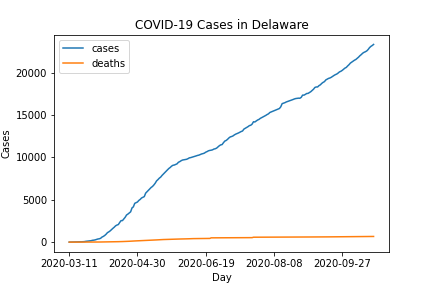 COVID-19 Cases in Delaware
cases
deaths
20000
15000
10000
5000
0
Cases
2020-03-11 2020-04-30 2020-06-19 2020-08-08 2020-09-27
Day